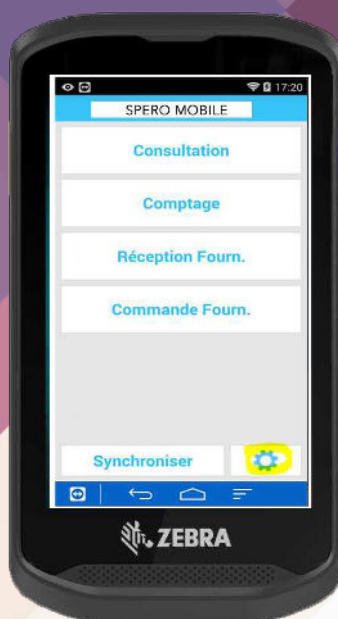 17:20
SPERO MOBILE
Consultation
Comptage
Réception Fourn.
Commande Fourn.
Synchroniser
ZEBRA